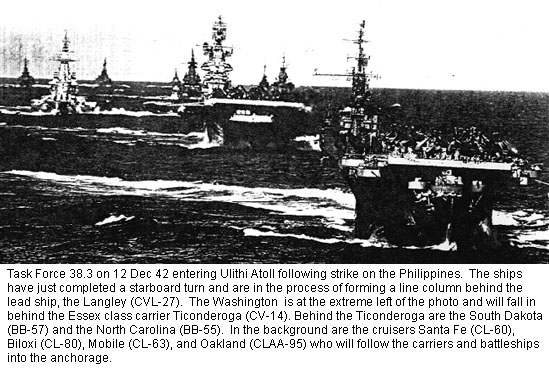 Task Force 38.3 on 12 Dec 42 entering Ulithi Atoll following strike on the Philippines. The ships
have just completed a starboard turn and are in the process of forming a line column behind the
lead ship, the Langley (CVL-27). The Washington is at the extreme left of the photo and will fall in
behind the Essex class carrier Ticonderoga (CV-14). Behind the Ticonderoga are the South Dakota
(BB-57) and the North Carolina (BB-55). In the background are the cruisers Santa Fe (CL-60),
Biloxi (CL-80), Mobile (CL-63), and Oakland (CLAA-95) who will follow the carriers and battleships
into the anchorage.